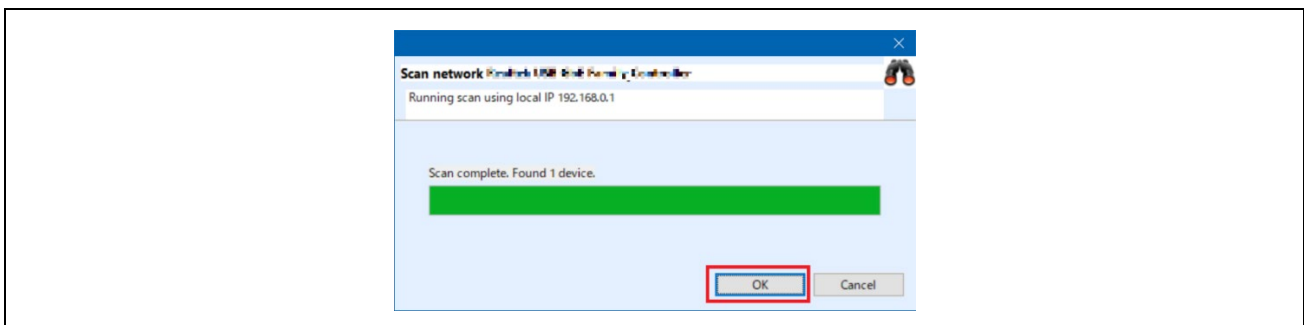 Scan network
Running scan using local IP 192.168.0.1
Scan complete. Found 1 device.
OK
Cancel